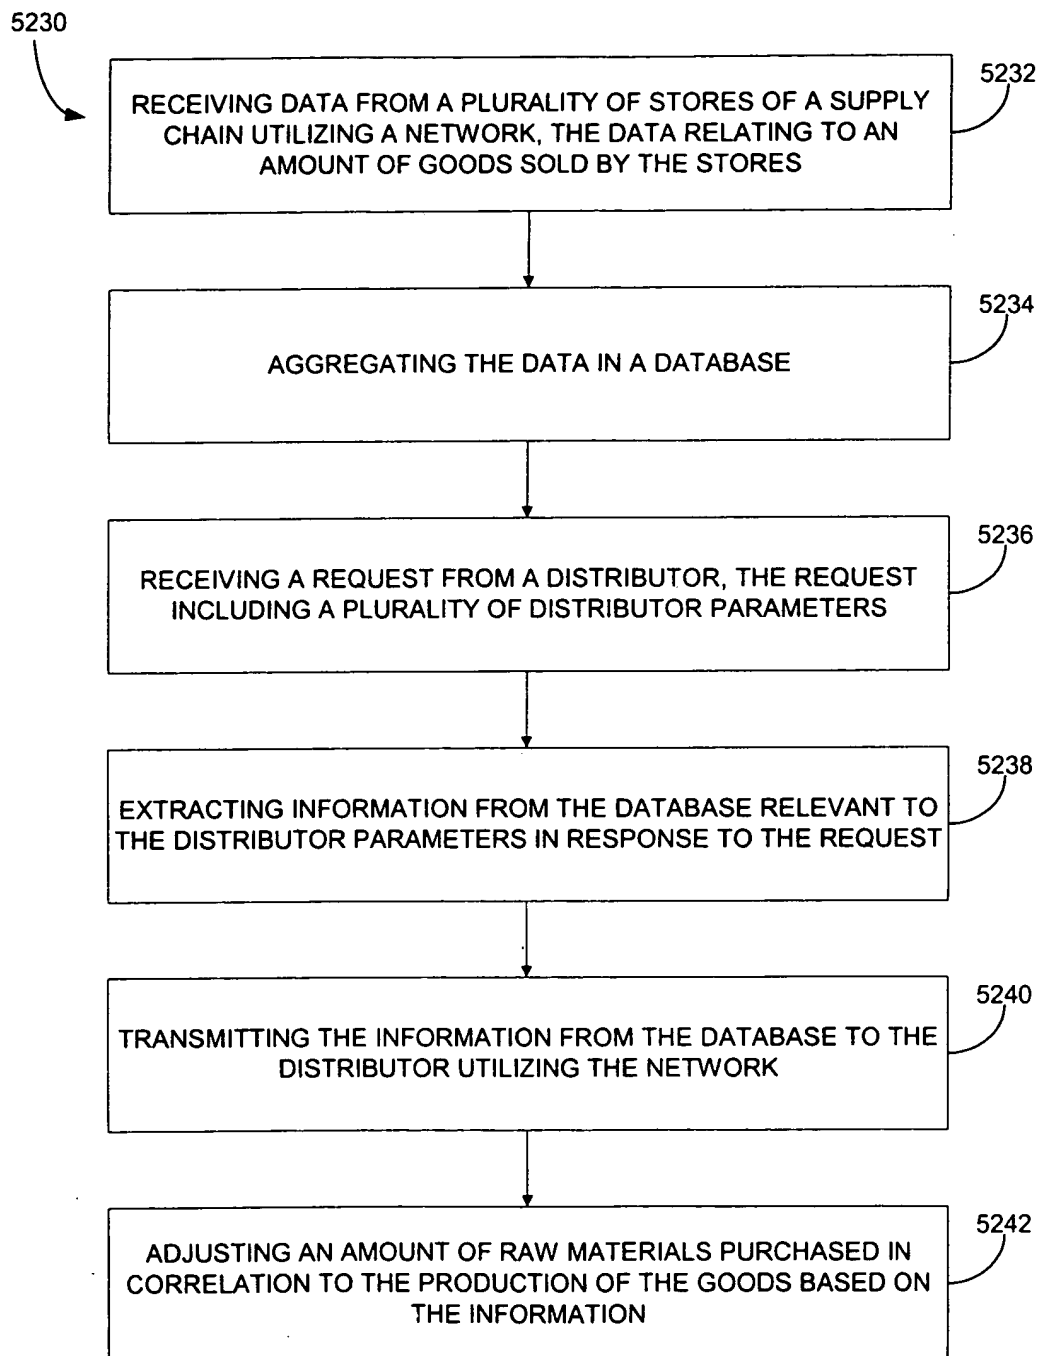 5230
5232
RECEIVING DATA FROM A PLURALITY OF STORES OF A SUPPLY
CHAIN UTILIZING A NETWORK, THE DATA RELATING TO AN
AMOUNT OF GOODS SOLD BY THE STORES
5234
AGGREGATING THE DATA IN A DATABASE
5236
RECEIVING A REQUEST FROM A DISTRIBUTOR, THE REQUEST
INCLUDING A PLURALITY OF DISTRIBUTOR PARAMETERS
5238
EXTRACTING INFORMATION FROM THE DATABASE RELEVANT TO
THE DISTRIBUTOR PARAMETERS IN RESPONSE TO THE REQUEST
5240
TRANSMITTING THE INFORMATION FROM THE DATABASE TO THE
DISTRIBUTOR UTILIZING THE NETWORK
5242
ADJUSTING AN AMOUNT OF RAW MATERIALS PURCHASED IN
CORRELATION TO THE PRODUCTION OF THE GOODS BASED ON
THE INFORMATION